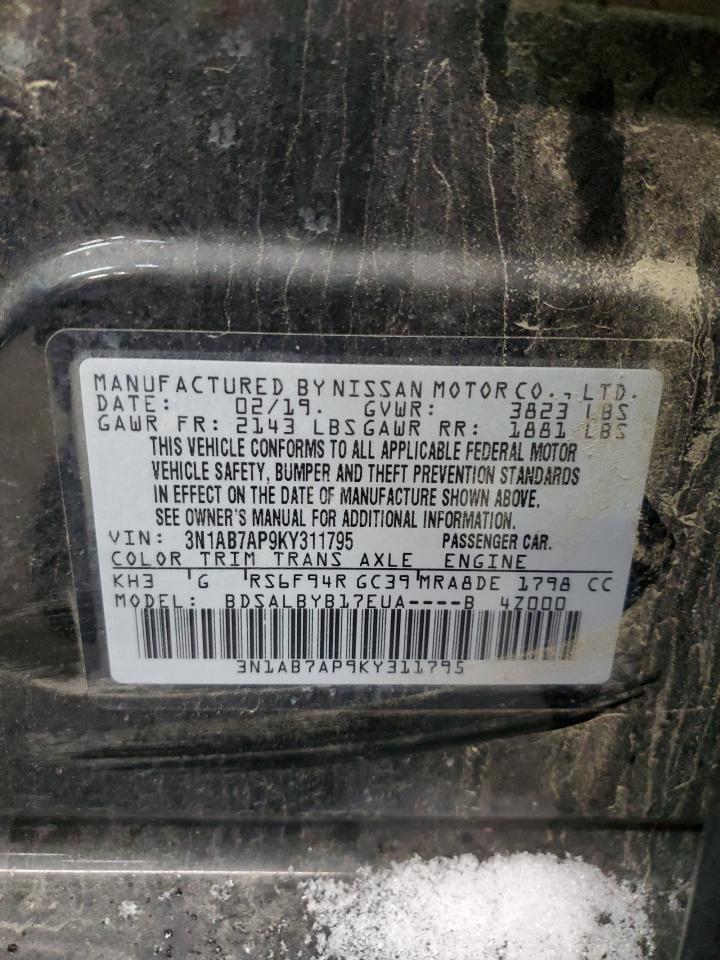 MANUFACTURED BY NISSAN MOTOR CO., LTD.
DATE: 02/19. GVWR: 3823 LBS
GAWR FR: 2143 LBS GAWR RR: 1881 LBS
THIS VEHICLE CONFORMS TO ALL APPLICABLE FEDERAL MOTOR
VEHICLE SAFETY, BUMPER AND THEFT PREVENTION STANDARDS
IN EFFECT ON THE DATE OF MANUFACTURE SHOWN ABOVE.
SEE OWNER'S MANUAL FOR ADDITIONAL INFORMATION.
VIN: 3N1AB7AP9KY311795 PASSENGER CAR.
COLOR TRIM TRANS AXLE ENGINE
KH3 G RS6F94R GC39 MRA8DE 1798 CC
MODEL: BDSALBYB17EUA----B 4Z000
3N1AB7AP9KY311795